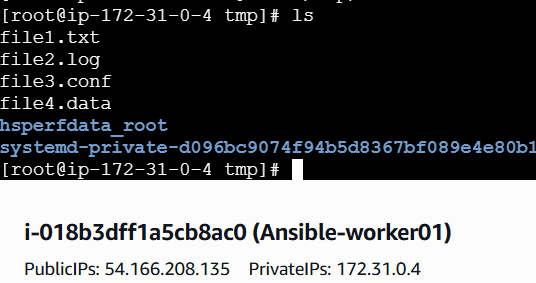 [root@ip-172-31-0-4 tmp]# ls
file1.txt
file2.log
file3.conf
file4.data
hsperfdata_root
systemd-private-d096bc9074f94b5d8367bf089e4e80b1
[root@ip-172-31-0-4 tmp]#
i-018b3dff1a5cb8ac0 (Ansible-worker01)
PublicIPs: 54.166.208.135 PrivateIPs: 172.31.0.4